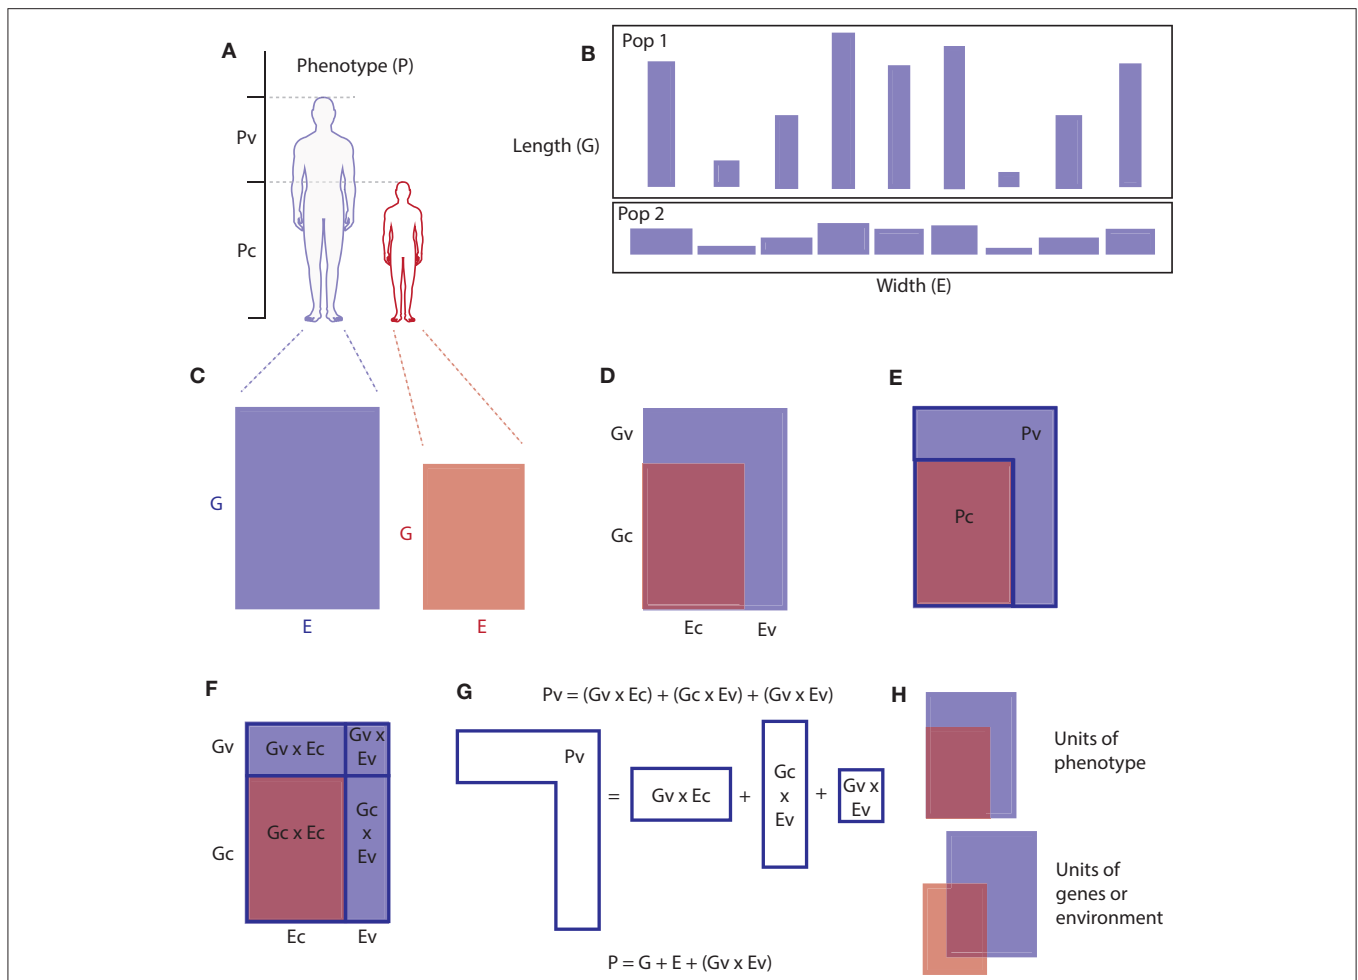 A
Phenotype (P)
Pv
Pc
B
Pop 1
Length (G)
Pop 2
Width (E)
C
G
E
G
E
D
Gv
Gc
Ec
Ev
E
Pv
Pc
F
Gv
Gc
Gv x Ec
Gv x
Ev
Gc x Ec
Gc
x
Ev
Ec
Ev
G
Pv = (Gv x Ec) + (Gc x Ev) + (Gv x Ev)
Pv
=
Gv x Ec
+
Gc
x
Ev
+
Gv x
Ev
P = G + E + (Gv x Ev)
H
Units of
phenotype
Units of
genes or
environment